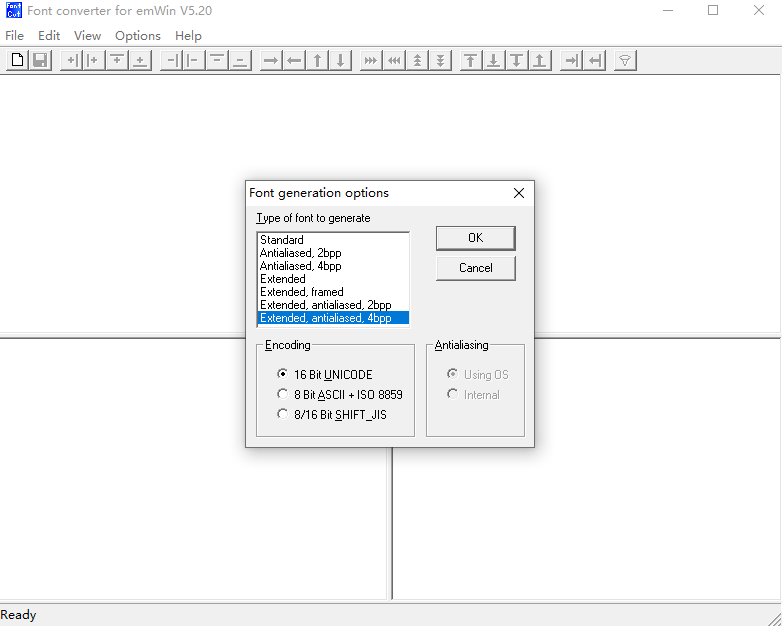 Font Cvt Font converter for emWin V5.20
File Edit View Options Help
Font generation options
Type of font to generate
Standard
Antialiased, 2bpp
Antialiased, 4bpp
Extended
Extended, framed
Extended, antialiased, 2bpp
Extended, antialiased, 4bpp
OK
Cancel
Encoding
16 Bit UNICODE
8 Bit ASCII + ISO 8859
8/16 Bit SHIFT_JIS
Antialiasing
Using OS
Internal
Ready